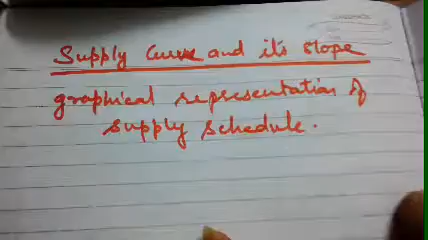 Supply Curve and its slope
graphical representation of
supply schedule.